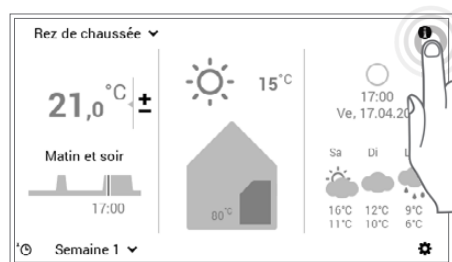 Rez de chaussée
21,0°C ±
Matin et soir
17:00
15°C
80°C
17:00
Ve, 17.04.20
Sa Di
16°C 12°C 9°C
11°C 10°C 6°C
Semaine 1